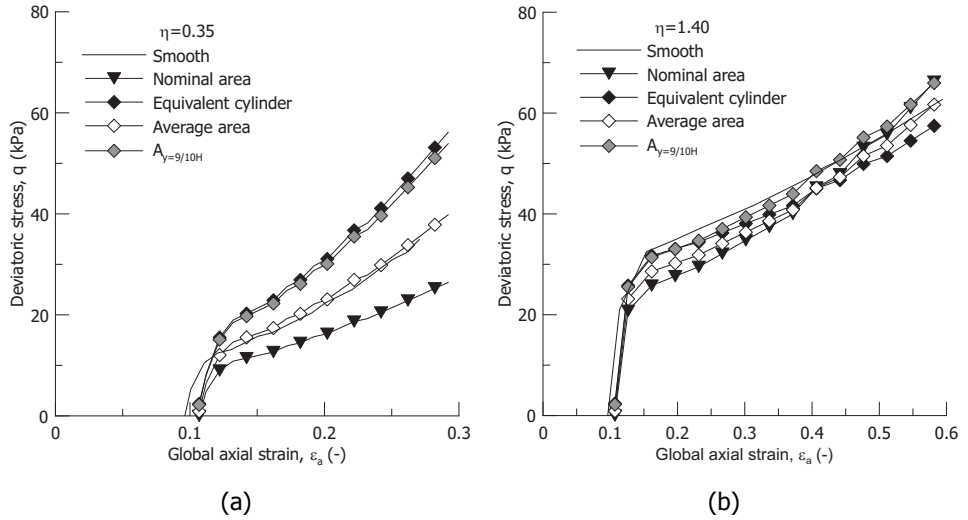 η=0.35
Smooth
Nominal area
Equivalent cylinder
Average area
A_{y=9/10H}
80
60
40
20
0
Deviatoric stress, q (kPa)
0 0.1 0.2 0.3
Global axial strain, ε_a (-)
(a)
η=1.40
Smooth
Nominal area
Equivalent cylinder
Average area
A_{y=9/10H}
80
60
40
20
0
Deviatoric stress, q (kPa)
0 0.1 0.2 0.3 0.4 0.5 0.6
Global axial strain, ε_a (-)
(b)